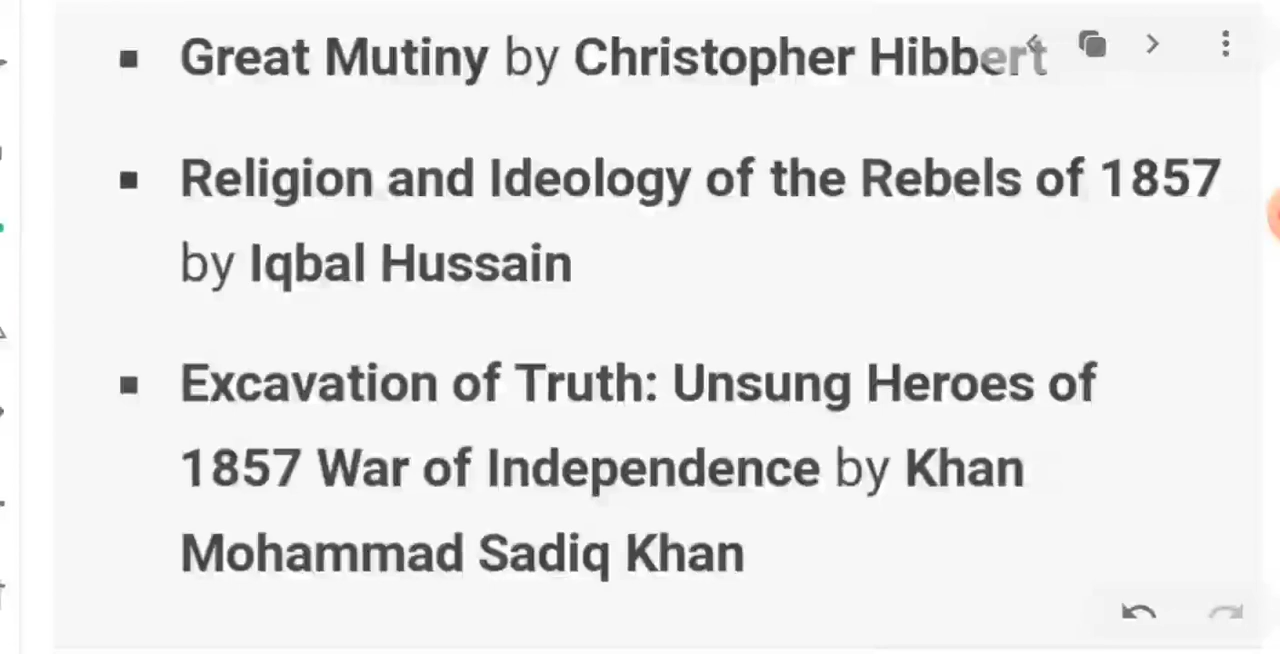 ▪ Great Mutiny by Christopher Hibbert
▪ Religion and Ideology of the Rebels of 1857
by Iqbal Hussain
▪ Excavation of Truth: Unsung Heroes of
1857 War of Independence by Khan
Mohammad Sadiq Khan